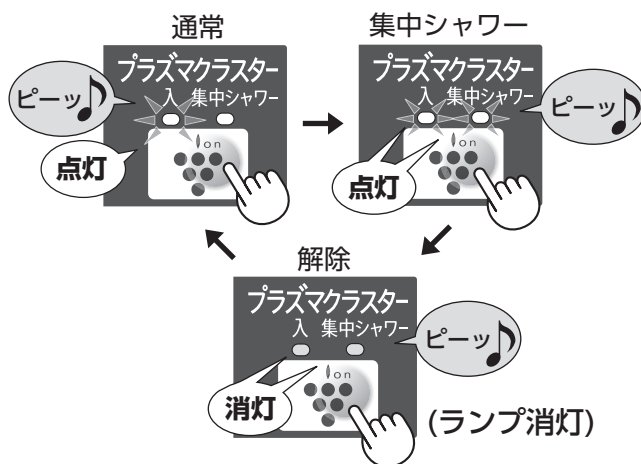 通常
プラズマクラスター
入 集中シャワー
ピーッ
点灯
Ion
集中シャワー
プラズマクラスター
入 集中シャワー
ピーッ
点灯
Ion
解除
プラズマクラスター
入 集中シャワー
ピーッ
消灯
Ion
(ランプ消灯)